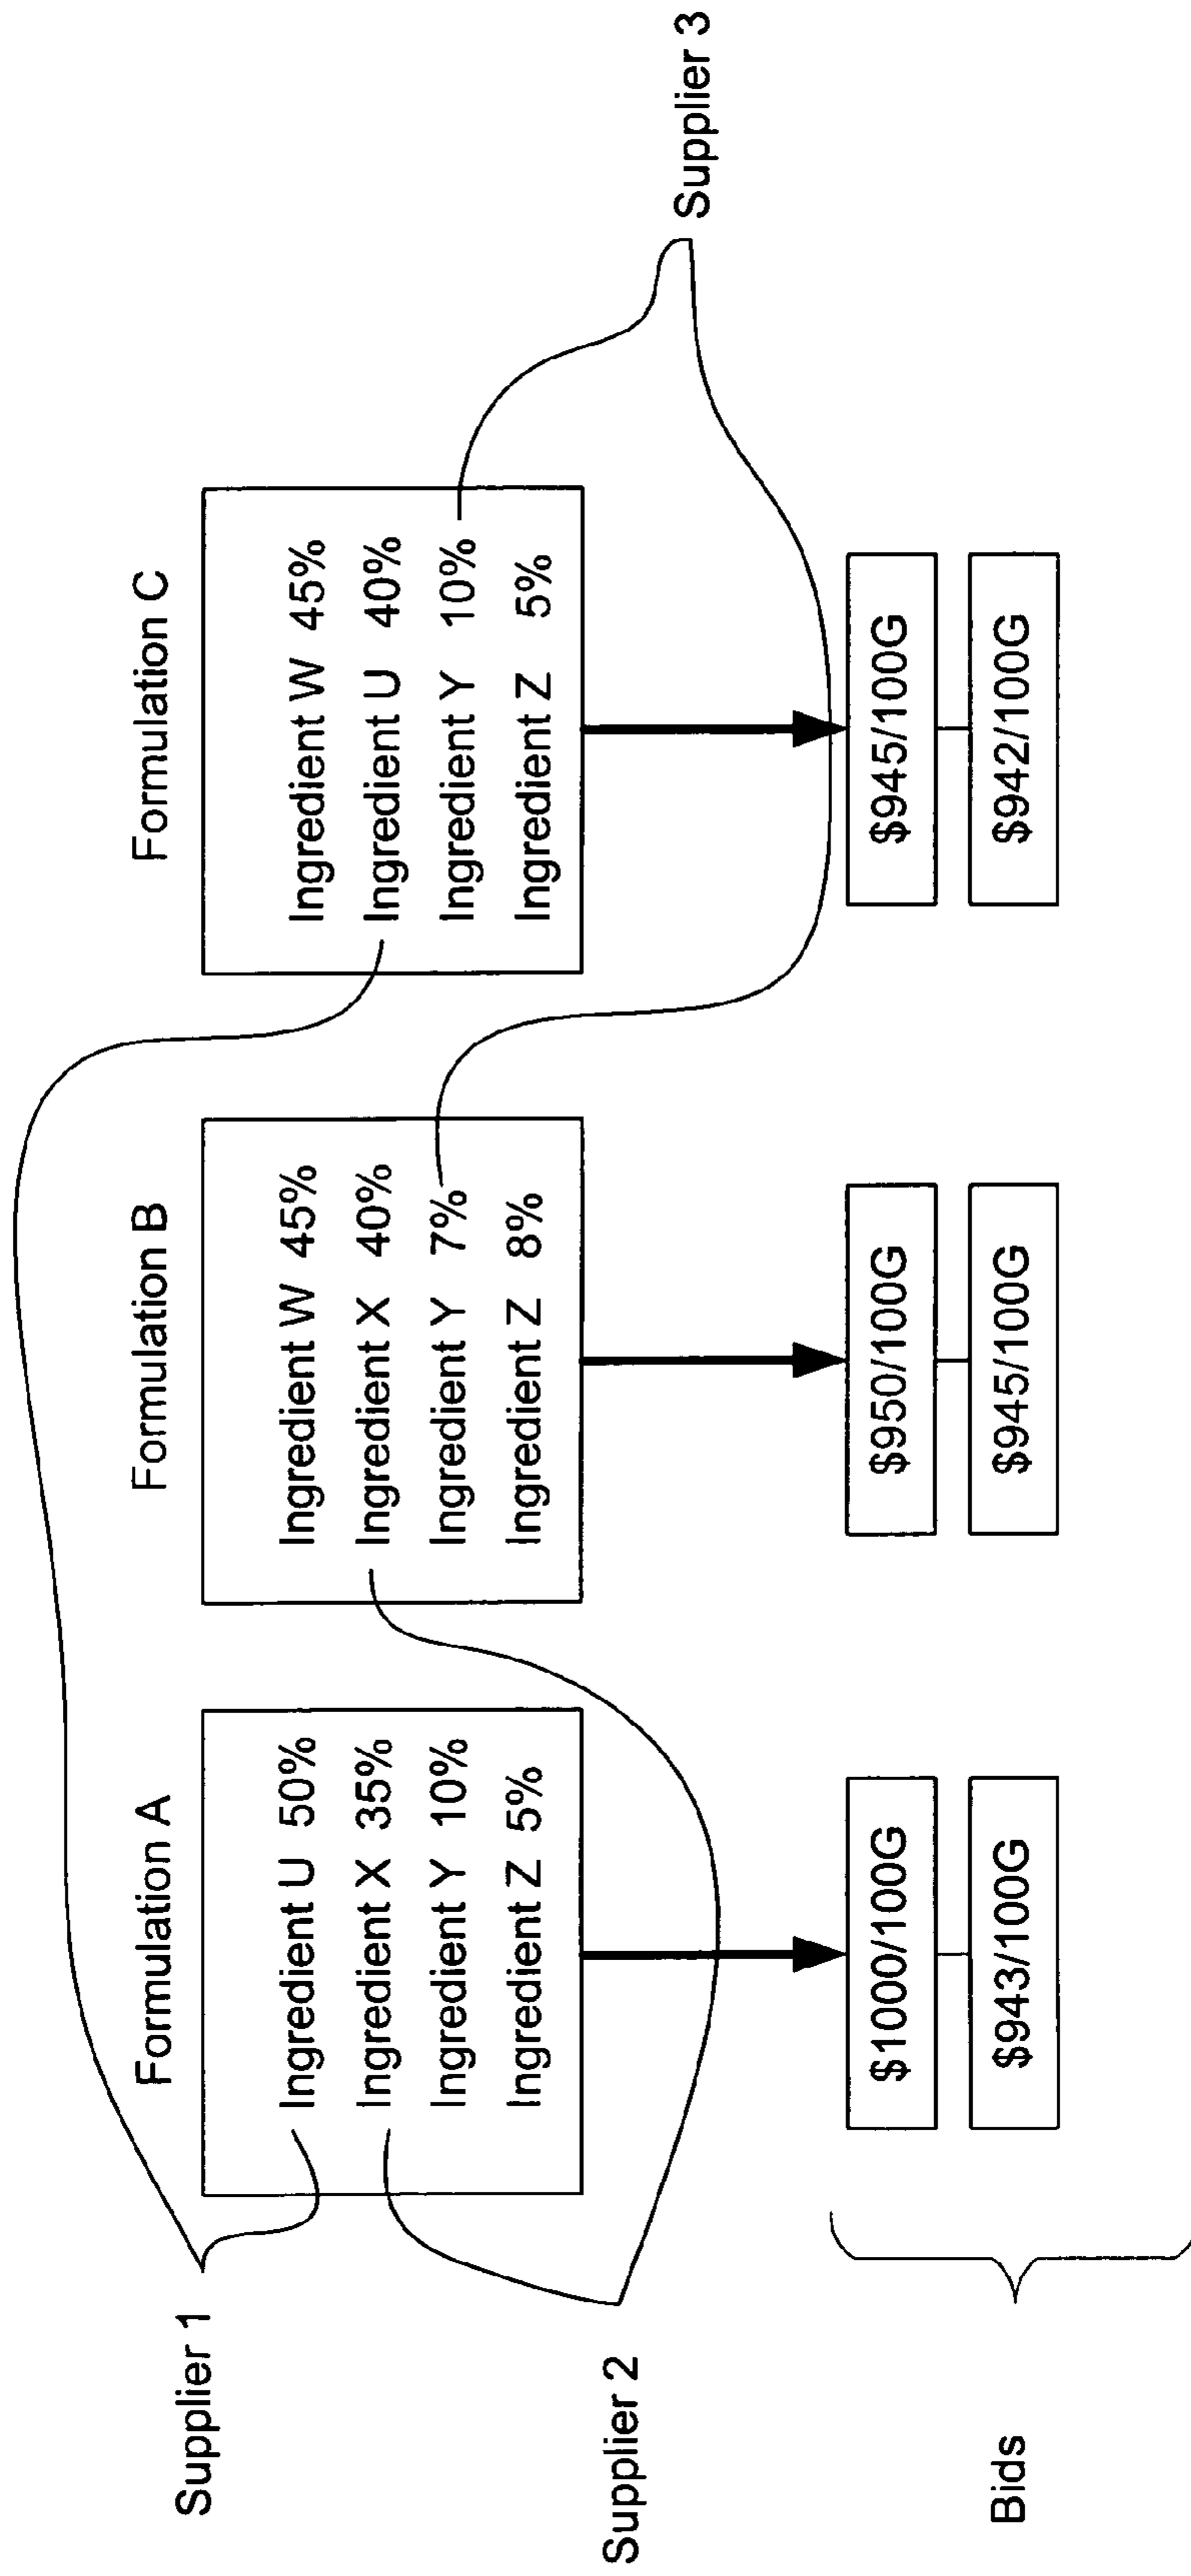 Formulation A
Formulation B
Formulation C
Supplier 1
Ingredient U 50%
Ingredient X 35%
Ingredient Y 10%
Ingredient Z 5%
Ingredient W 45%
Ingredient X 40%
Ingredient Y 7%
Ingredient Z 8%
Ingredient W 45%
Ingredient U 40%
Ingredient Y 10%
Ingredient Z 5%
Supplier 2
Supplier 3
Bids
$1000/100G
$943/100G
$950/100G
$945/100G
$945/100G
$942/100G